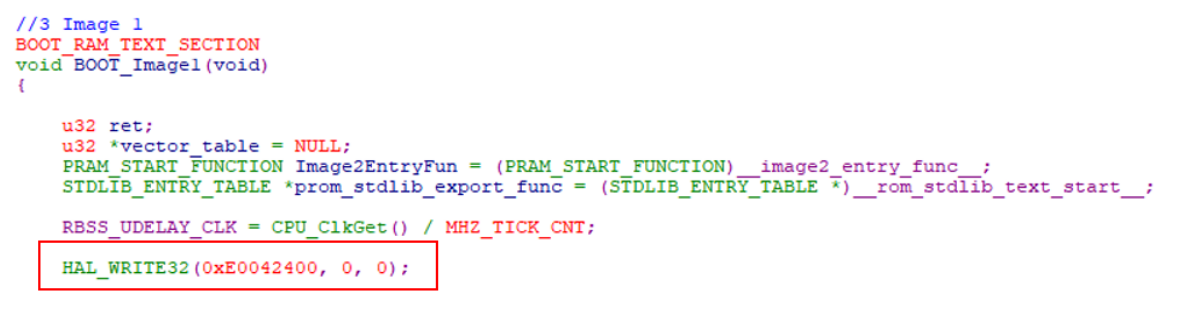 //3 Image 1
BOOT_RAM_TEXT_SECTION
void BOOT_Image1(void)
{
u32 ret;
u32 *vector_table = NULL;
PRAM_START_FUNCTION Image2EntryFun = (PRAM_START_FUNCTION)__image2_entry_func__;
STDLIB_ENTRY_TABLE *prom_stdlib_export_func = (STDLIB_ENTRY_TABLE *)__rom_stdlib_text_start__;
RBSS_UDELAY_CLK = CPU_ClkGet() / MHZ_TICK_CNT;
HAL_WRITE32(0xE0042400, 0, 0);